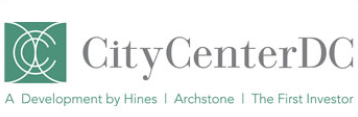 CityCenterDC
A Development by Hines | Archstone | The First Investor